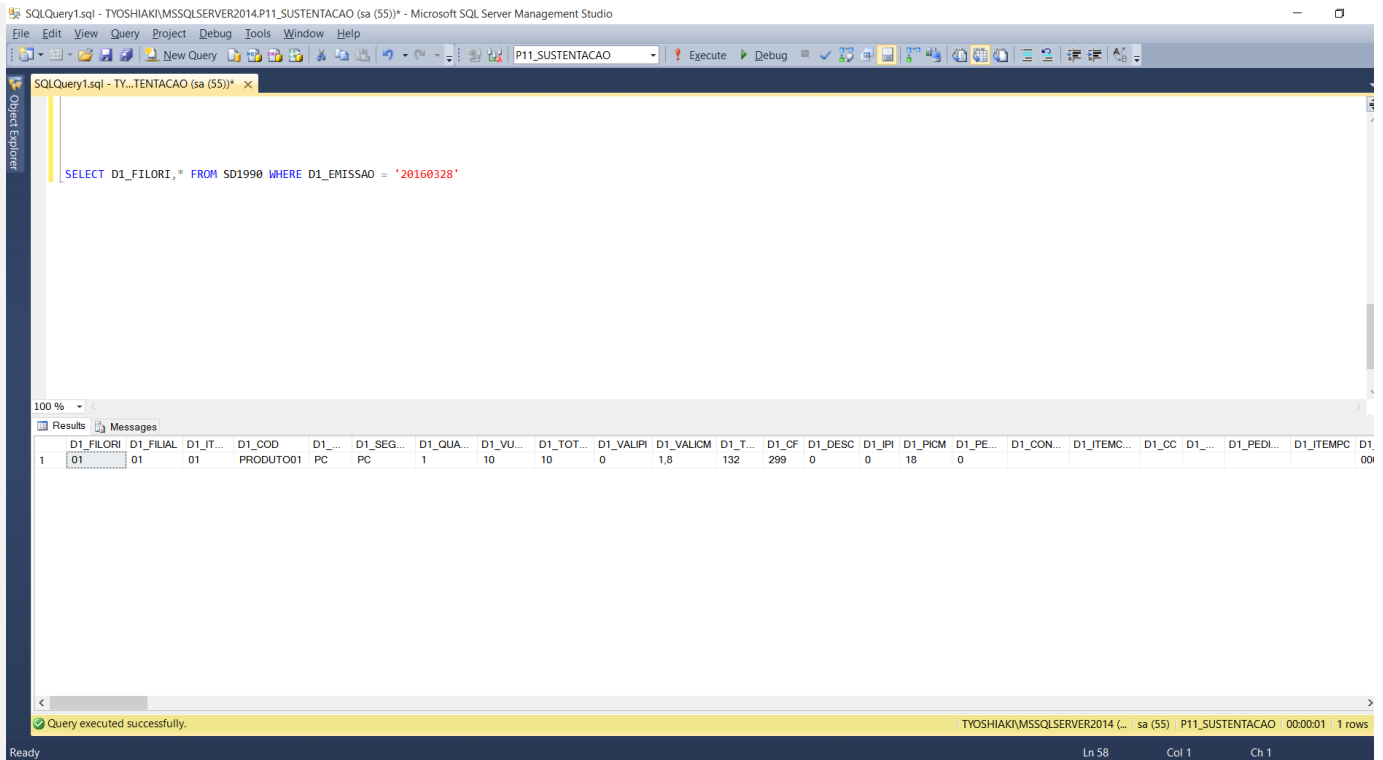 SQLQuery1.sql - TYOSHIAKI\MSSQLSERVER2014.P11_SUSTENTACAO (sa (55))* - Microsoft SQL Server Management Studio
File Edit View Query Project Debug Tools Window Help
New Query P11_SUSTENTACAO Execute Debug
SQLQuery1.sql - TY...TENTACAO (sa (55))*
Object Explorer
SELECT D1_FILORI,* FROM SD1990 WHERE D1_EMISSAO = '20160328'
100 %
Results Messages
D1_FILORI D1_FILIAL D1_IT... D1_COD D1_... D1_SEG... D1_QUA... D1_VU... D1_TOT... D1_VALIPI D1_VALICM D1_T... D1_CF D1_DESC D1_IPI D1_PICM D1_PE... D1_CON... D1_ITEMC... D1_CC D1_... D1_PEDI... D1_ITEMPC D1_
1 01 01 01 PRODUTO01 PC PC 1 10 10 0 1,8 132 299 0 0 18 0 000
Query executed successfully. TYOSHIAKI\MSSQLSERVER2014 (... sa (55) P11_SUSTENTACAO 00:00:01 1 rows
Ready Ln 58 Col 1 Ch 1